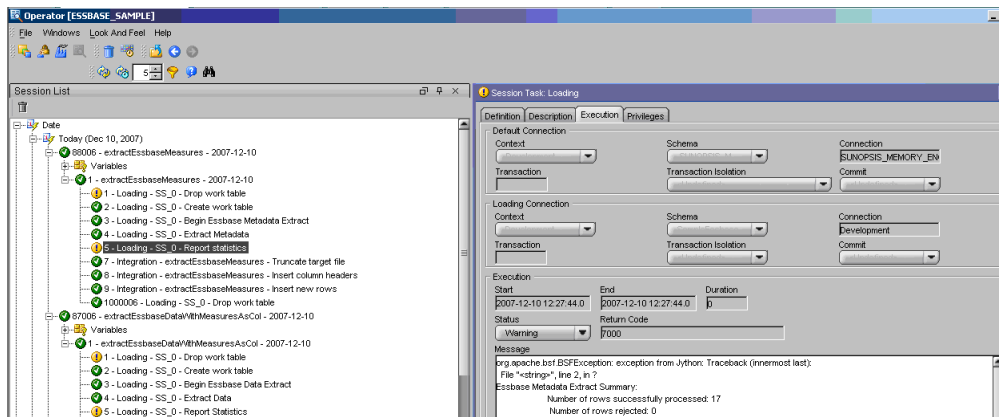 Operator [ESSBASE_SAMPLE]
File Windows Look And Feel Help
5
Session List
Date
Today (Dec 10, 2007)
88006 - extractEssbaseMeasures - 2007-12-10
Variables
1 - extractEssbaseMeasures - 2007-12-10
1 - Loading - SS_0 - Drop work table
2 - Loading - SS_0 - Create work table
3 - Loading - SS_0 - Begin Essbase Metadata Extract
4 - Loading - SS_0 - Extract Metadata
5 - Loading - SS_0 - Report statistics
7 - Integration - extractEssbaseMeasures - Truncate target file
8 - Integration - extractEssbaseMeasures - Insert column headers
9 - Integration - extractEssbaseMeasures - Insert new rows
1000006 - Loading - SS_0 - Drop work table
87006 - extractEssbaseDataWithMeasuresAsCol - 2007-12-10
Variables
1 - extractEssbaseDataWithMeasuresAsCol - 2007-12-10
1 - Loading - SS_0 - Drop work table
2 - Loading - SS_0 - Create work table
3 - Loading - SS_0 - Begin Essbase Data Extract
4 - Loading - SS_0 - Extract Data
5 - Loading - SS_0 - Report Statistics
Session Task: Loading
Definition Description Execution Privileges
Default Connection
Context Schema Connection
SUNOPSIS_MEMORY_EN
Transaction Transaction Isolation Commit
Loading Connection
Context Schema Connection
Development
Transaction Transaction Isolation Commit
Execution
Start End Duration
2007-12-10 12:27:44.0 2007-12-10 12:27:44.0 0
Status Return Code
Warning 7000
Message
org.apache.bsf.BSFException: exception from Jython: Traceback (innermost last):
File "<string>", line 2, in ?
Essbase Metadata Extract Summary:
Number of rows successfully processed: 17
Number of rows rejected: 0